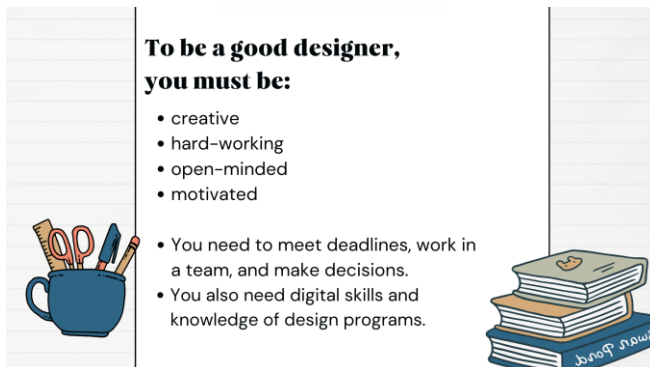 To be a good designer,
you must be:
• creative
• hard-working
• open-minded
• motivated
• You need to meet deadlines, work in
a team, and make decisions.
• You also need digital skills and
knowledge of design programs.